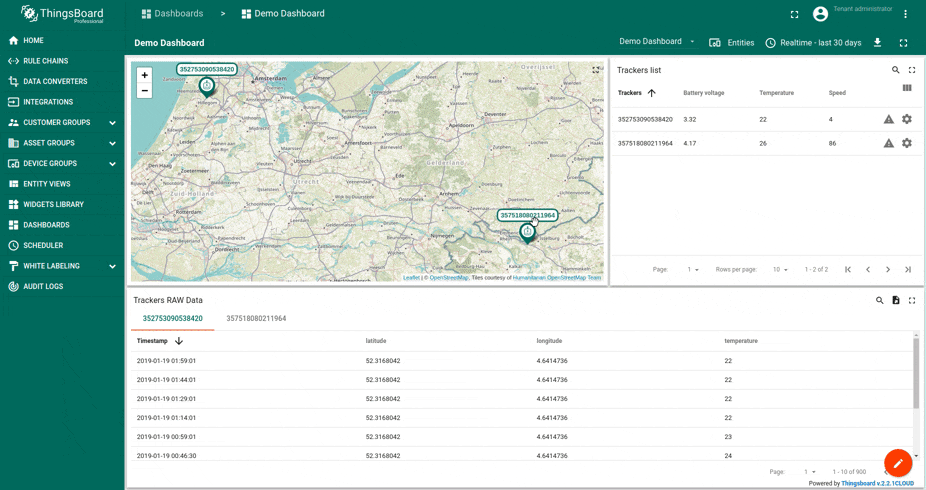 ThingsBoard
Professional
Dashboards > Demo Dashboard
Tenant administrator
Demo Dashboard
Demo Dashboard
Entities
Realtime - last 30 days
HOME
RULE CHAINS
DATA CONVERTERS
INTEGRATIONS
CUSTOMER GROUPS
ASSET GROUPS
DEVICE GROUPS
ENTITY VIEWS
WIDGETS LIBRARY
DASHBOARDS
SCHEDULER
WHITE LABELING
AUDIT LOGS
+
−
352753090538420
Amsterdam
Overijssel
Hilversum
Apeldoorn
Deventer
Amersfoort
Gelderland
Utrecht
Zoetermeer
Zuid-Holland
Rotterdam
Arnhem
Nijmegen
357518080211964
Leaflet | © OpenStreetMap, Tiles courtesy of Humanitarian OpenStreetMap Team
Trackers list
Trackers Battery voltage Temperature Speed
352753090538420 3.32 22 4
357518080211964 4.17 26 86
Page: 1 Rows per page: 10 1 - 2 of 2
Trackers RAW Data
352753090538420 357518080211964
Timestamp latitude longitude temperature
2019-01-19 01:59:01 52.3168042 4.6414736 22
2019-01-19 01:44:01 52.3168042 4.6414736 22
2019-01-19 01:29:01 52.3168042 4.6414736 22
2019-01-19 01:14:01 52.3168042 4.6414736 22
2019-01-19 00:59:01 52.3168042 4.6414736 23
2019-01-19 00:46:30 52.3168042 4.6414736 24
Page: 1 1 - 10 of 900
Powered by Thingsboard v.2.2.1CLOUD